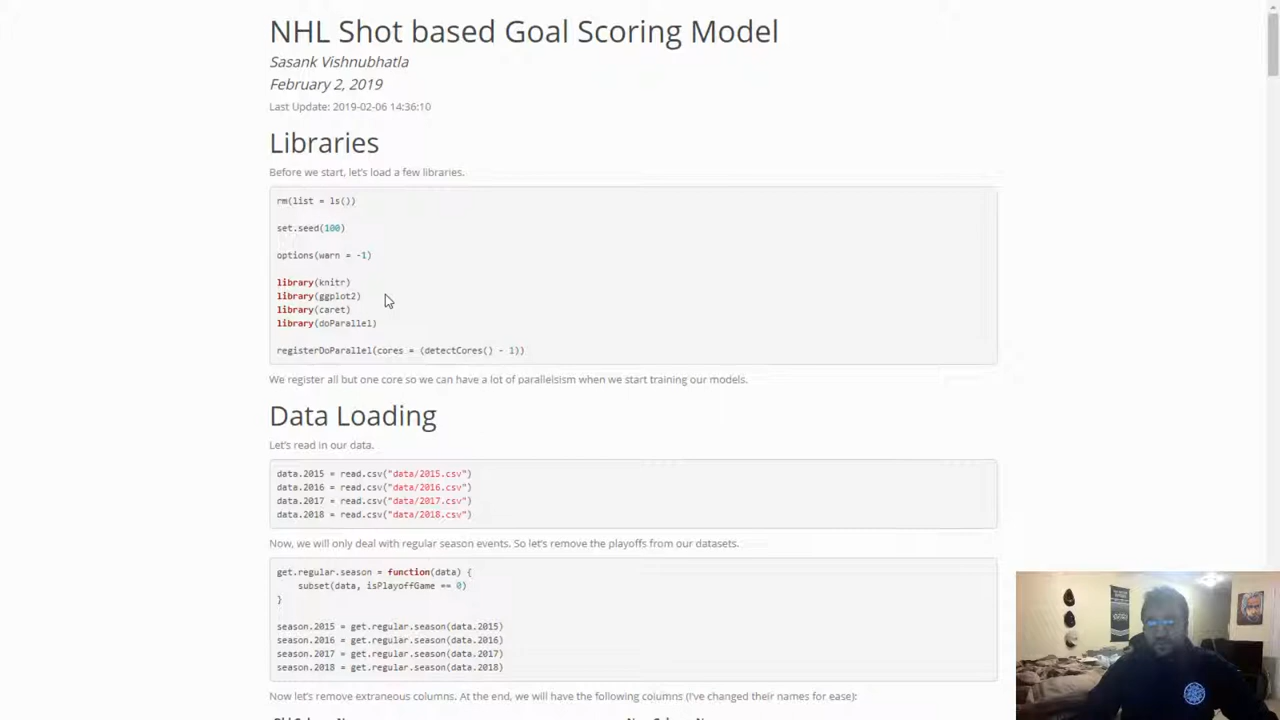 NHL Shot based Goal Scoring Model
Sasank Vishnubhatla
February 2, 2019
Last Update: 2019-02-06 14:36:10
Libraries
Before we start, let's load a few libraries.
rm(list = ls())
set.seed(100)
options(warn = -1)
library(knitr)
library(ggplot2)
library(caret)
library(doParallel)
registerDoParallel(cores = (detectCores() - 1))
We register all but one core so we can have a lot of parallelsism when we start training our models.
Data Loading
Let's read in our data.
data.2015 = read.csv("data/2015.csv")
data.2016 = read.csv("data/2016.csv")
data.2017 = read.csv("data/2017.csv")
data.2018 = read.csv("data/2018.csv")
Now, we will only deal with regular season events. So let's remove the playoffs from our datasets.
get.regular.season = function(data) {
subset(data, isPlayoffGame == 0)
}
season.2015 = get.regular.season(data.2015)
season.2016 = get.regular.season(data.2016)
season.2017 = get.regular.season(data.2017)
season.2018 = get.regular.season(data.2018)
Now let's remove extraneous columns. At the end, we will have the following columns (I've changed their names for ease):